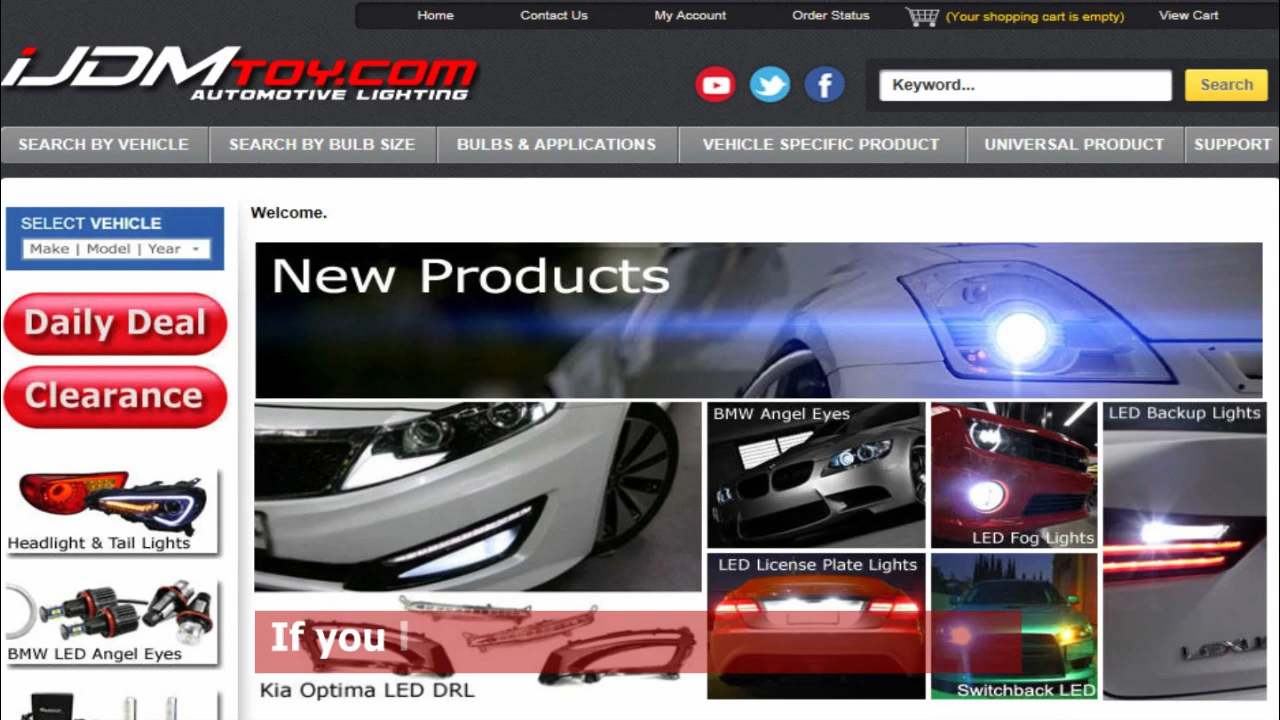 Home Contact Us My Account Order Status (Your shopping cart is empty) View Cart
iJDMTOY.COM
AUTOMOTIVE LIGHTING
Keyword... Search
SEARCH BY VEHICLE SEARCH BY BULB SIZE BULBS & APPLICATIONS VEHICLE SPECIFIC PRODUCT UNIVERSAL PRODUCT SUPPORT
Welcome.
SELECT VEHICLE
Make | Model | Year
Daily Deal
Clearance
Headlight & Tail Lights
BMW LED Angel Eyes
New Products
BMW Angel Eyes
LED Backup Lights
LED Fog Lights
LED License Plate Lights
If you l
Kia Optima LED DRL
Switchback LED